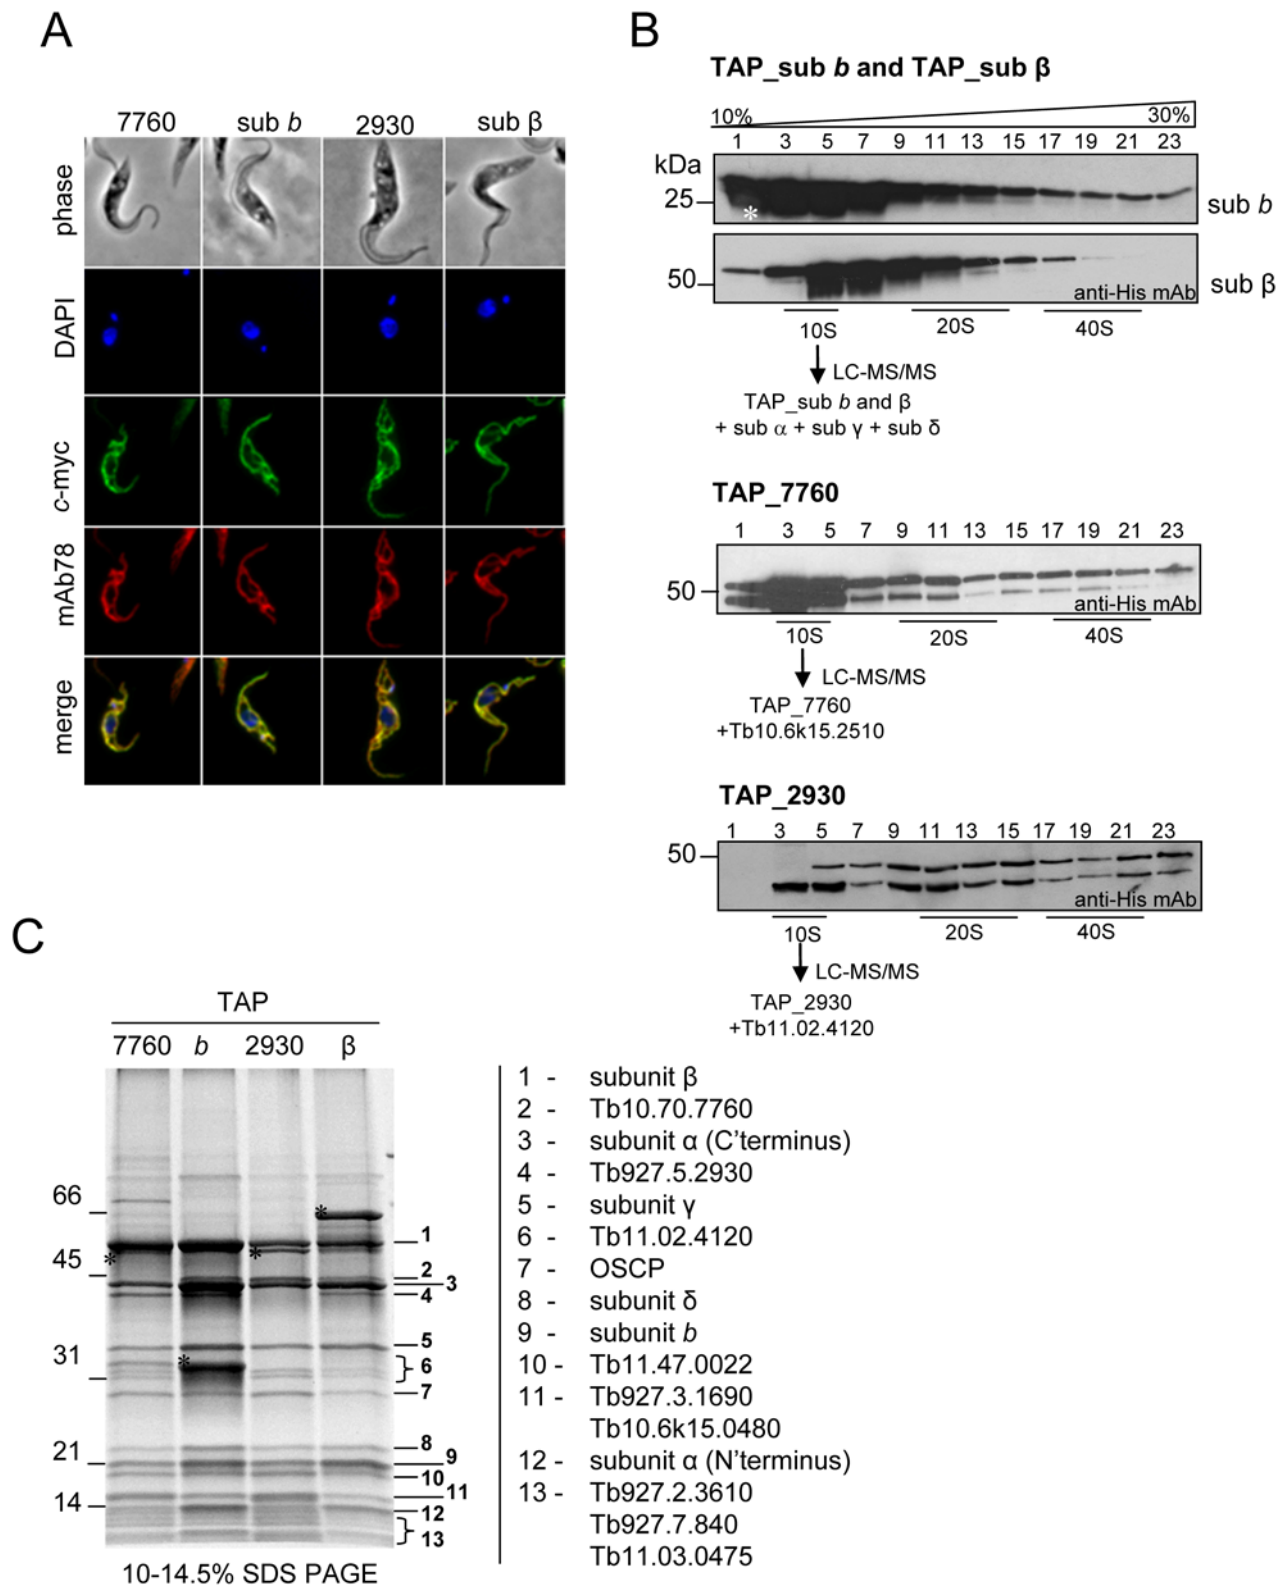 A
7760 sub b 2930 sub β
phase
DAPI
c-myc
mAb78
merge
B
TAP_sub b and TAP_sub β
10% 30%
1 3 5 7 9 11 13 15 17 19 21 23
kDa
25
*
sub b
50
anti-His mAb
sub β
10S 20S 40S
LC-MS/MS
TAP_sub b and β
+ sub α + sub γ + sub δ
TAP_7760
1 3 5 7 9 11 13 15 17 19 21 23
50
anti-His mAb
10S 20S 40S
LC-MS/MS
TAP_7760
+Tb10.6k15.2510
TAP_2930
1 3 5 7 9 11 13 15 17 19 21 23
50
anti-His mAb
10S 20S 40S
LC-MS/MS
TAP_2930
+Tb11.02.4120
C
TAP
7760 b 2930 β
66
45
31
21
14
* * * *
1
2
3
4
5
6
7
8
9
10
11
12
13
10-14.5% SDS PAGE
1 - subunit β
2 - Tb10.70.7760
3 - subunit α (C'terminus)
4 - Tb927.5.2930
5 - subunit γ
6 - Tb11.02.4120
7 - OSCP
8 - subunit δ
9 - subunit b
10 - Tb11.47.0022
11 - Tb927.3.1690
Tb10.6k15.0480
12 - subunit α (N'terminus)
13 - Tb927.2.3610
Tb927.7.840
Tb11.03.0475